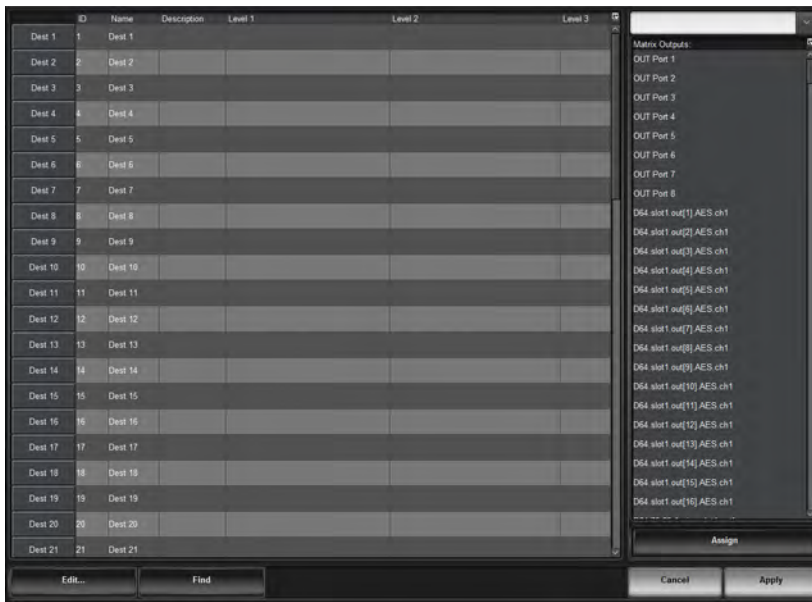 ID Name Description Level 1 Level 2 Level 3
Dest 1 1 Dest 1
Dest 2 2 Dest 2
Dest 3 3 Dest 3
Dest 4 4 Dest 4
Dest 5 5 Dest 5
Dest 6 6 Dest 6
Dest 7 7 Dest 7
Dest 8 8 Dest 8
Dest 9 9 Dest 9
Dest 10 10 Dest 10
Dest 11 11 Dest 11
Dest 12 12 Dest 12
Dest 13 13 Dest 13
Dest 14 14 Dest 14
Dest 15 15 Dest 15
Dest 16 16 Dest 16
Dest 17 17 Dest 17
Dest 18 18 Dest 18
Dest 19 19 Dest 19
Dest 20 20 Dest 20
Dest 21 21 Dest 21
Edit... Find
Matrix Outputs:
OUT Port 1
OUT Port 2
OUT Port 3
OUT Port 4
OUT Port 5
OUT Port 6
OUT Port 7
OUT Port 8
D64.slot1.out[1].AES.ch1
D64.slot1.out[2].AES.ch1
D64.slot1.out[3].AES.ch1
D64.slot1.out[4].AES.ch1
D64.slot1.out[5].AES.ch1
D64.slot1.out[6].AES.ch1
D64.slot1.out[7].AES.ch1
D64.slot1.out[8].AES.ch1
D64.slot1.out[9].AES.ch1
D64.slot1.out[10].AES.ch1
D64.slot1.out[11].AES.ch1
D64.slot1.out[12].AES.ch1
D64.slot1.out[13].AES.ch1
D64.slot1.out[14].AES.ch1
D64.slot1.out[15].AES.ch1
D64.slot1.out[16].AES.ch1
Assign
Cancel Apply